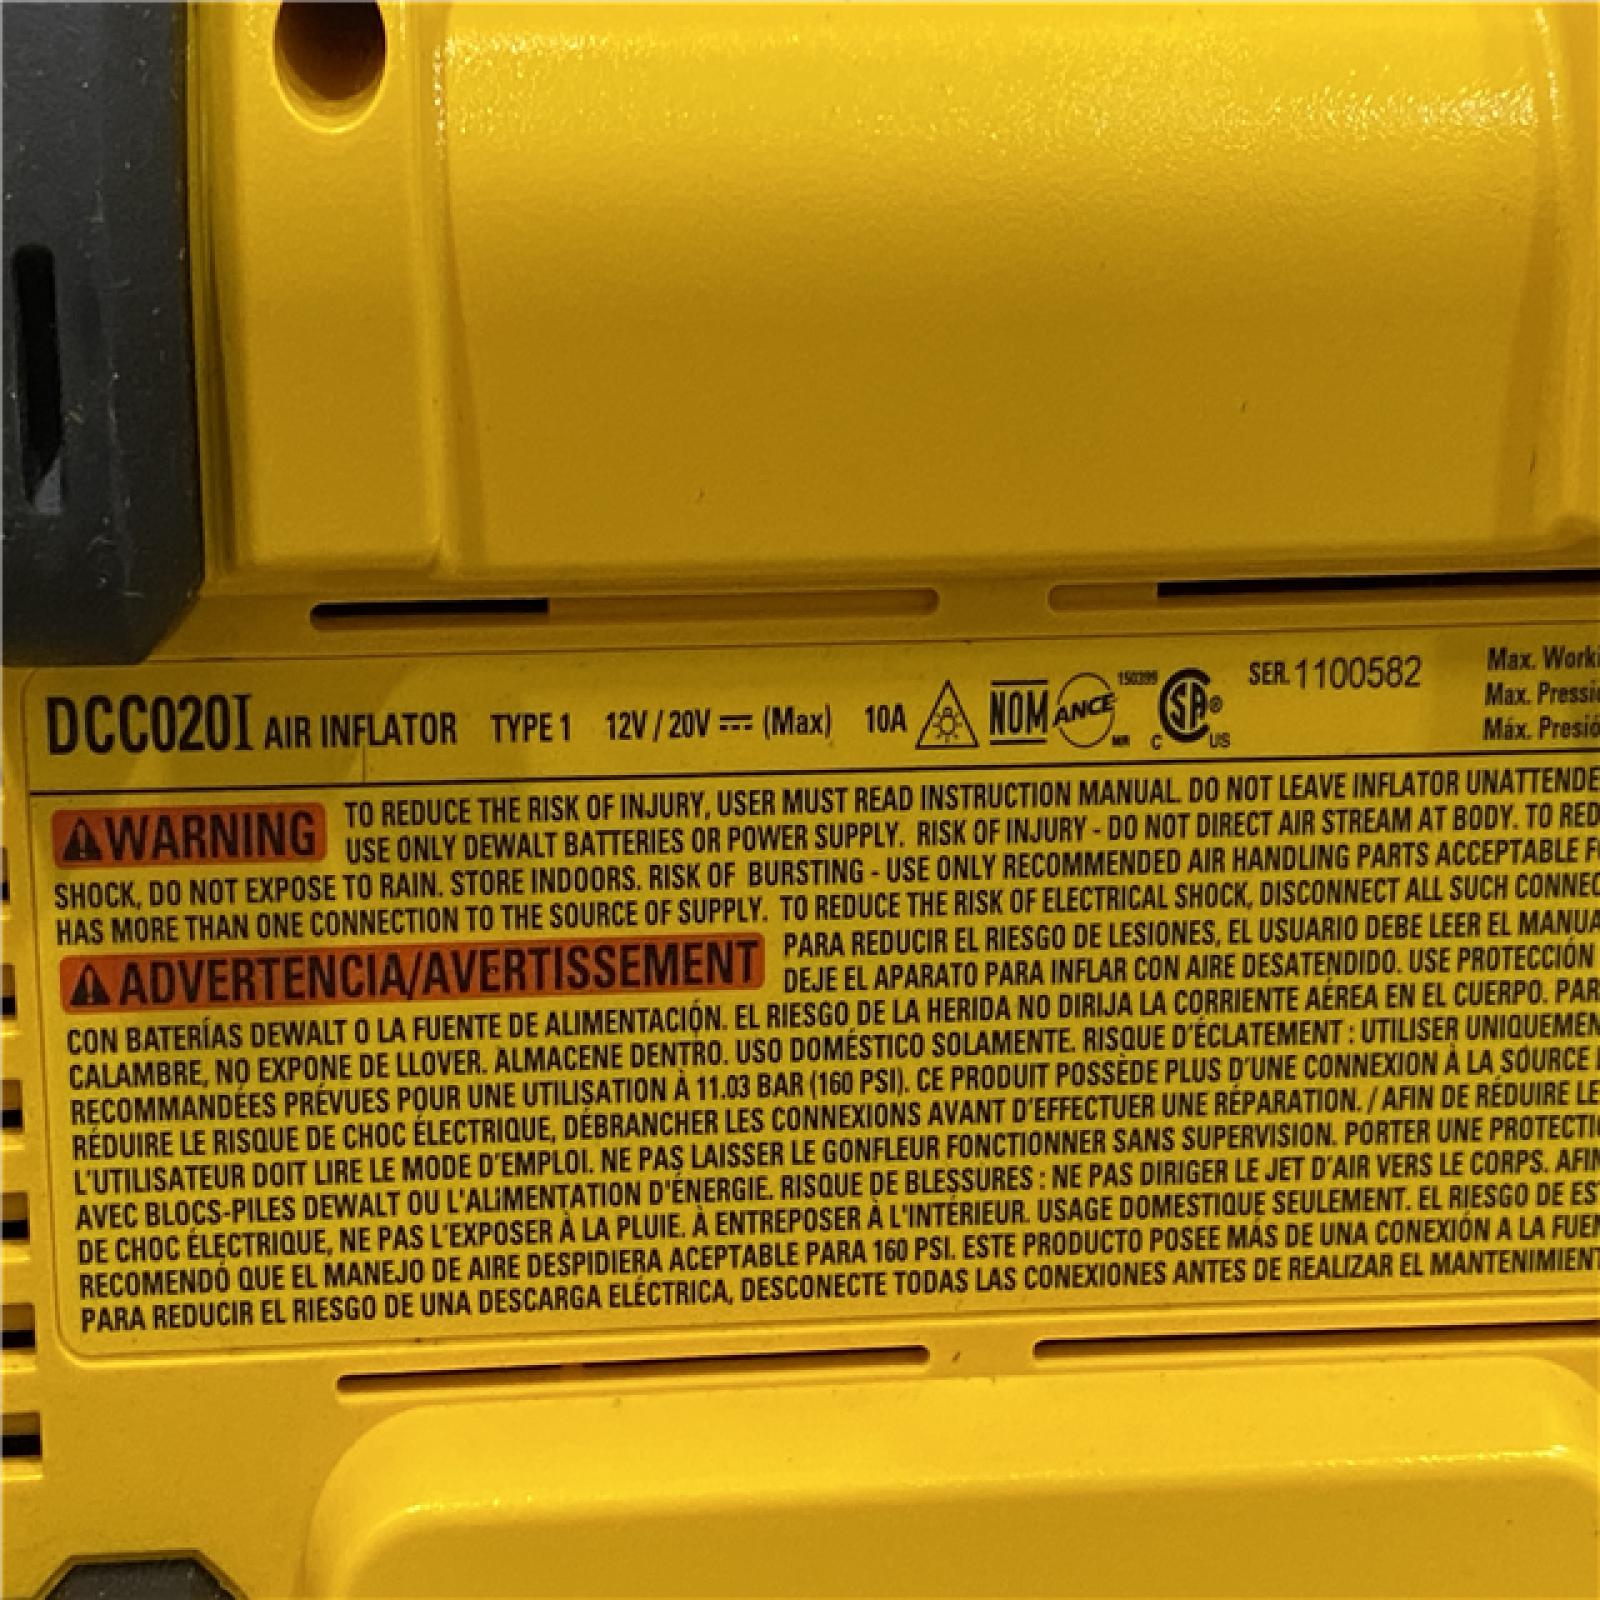 DCC020I AIR INFLATOR TYPE 1 12V / 20V ⎓ (Max) 10A NOM ANCE MR 150399 C SA® US SER. 1100582
Max. Worki
Max. Pressi
Máx. Presió
WARNING TO REDUCE THE RISK OF INJURY, USER MUST READ INSTRUCTION MANUAL. DO NOT LEAVE INFLATOR UNATTENDE
USE ONLY DEWALT BATTERIES OR POWER SUPPLY. RISK OF INJURY - DO NOT DIRECT AIR STREAM AT BODY. TO RED
SHOCK, DO NOT EXPOSE TO RAIN. STORE INDOORS. RISK OF BURSTING - USE ONLY RECOMMENDED AIR HANDLING PARTS ACCEPTABLE F
HAS MORE THAN ONE CONNECTION TO THE SOURCE OF SUPPLY. TO REDUCE THE RISK OF ELECTRICAL SHOCK, DISCONNECT ALL SUCH CONNEC
ADVERTENCIA/AVERTISSEMENT PARA REDUCIR EL RIESGO DE LESIONES, EL USUARIO DEBE LEER EL MANUA
DEJE EL APARATO PARA INFLAR CON AIRE DESATENDIDO. USE PROTECCIÓN
CON BATERÍAS DEWALT O LA FUENTE DE ALIMENTACIÓN. EL RIESGO DE LA HERIDA NO DIRIJA LA CORRIENTE AÉREA EN EL CUERPO. PAR
CALAMBRE, NO EXPONE DE LLOVER. ALMACENE DENTRO. USO DOMÉSTICO SOLAMENTE. RISQUE D'ÉCLATEMENT : UTILISER UNIQUEMEN
RECOMMANDÉES PRÉVUES POUR UNE UTILISATION À 11.03 BAR (160 PSI). CE PRODUIT POSSÈDE PLUS D'UNE CONNEXION À LA SOURCE
RÉDUIRE LE RISQUE DE CHOC ÉLECTRIQUE, DÉBRANCHER LES CONNEXIONS AVANT D'EFFECTUER UNE RÉPARATION. / AFIN DE RÉDUIRE LE
L'UTILISATEUR DOIT LIRE LE MODE D'EMPLOI. NE PAS LAISSER LE GONFLEUR FONCTIONNER SANS SUPERVISION. PORTER UNE PROTECTI
AVEC BLOCS-PILES DEWALT OU L'ALIMENTATION D'ÉNERGIE. RISQUE DE BLESSURES : NE PAS DIRIGER LE JET D'AIR VERS LE CORPS. AFIN
DE CHOC ÉLECTRIQUE, NE PAS L'EXPOSER À LA PLUIE. À ENTREPOSER À L'INTÉRIEUR. USAGE DOMESTIQUE SEULEMENT. EL RIESGO DE ES
RECOMENDÓ QUE EL MANEJO DE AIRE DESPIDIERA ACEPTABLE PARA 160 PSI. ESTE PRODUCTO POSEE MÁS DE UNA CONEXIÓN A LA FUEN
PARA REDUCIR EL RIESGO DE UNA DESCARGA ELÉCTRICA, DESCONECTE TODAS LAS CONEXIONES ANTES DE REALIZAR EL MANTENIMIENT